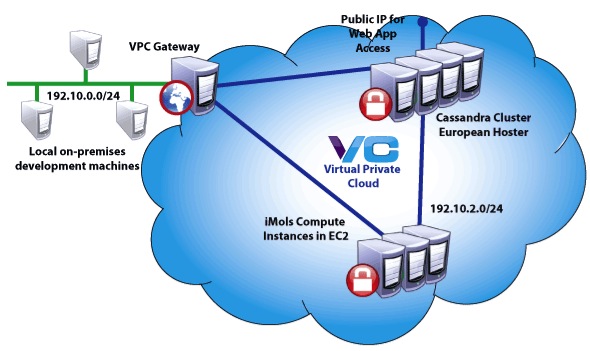 Public IP for
Web App
Access
VPC Gateway
192.10.0.0/24
Local on-premises
development machines
Cassandra Cluster
European Hoster
VC
Virtual Private
Cloud
192.10.2.0/24
iMols Compute
Instances in EC2